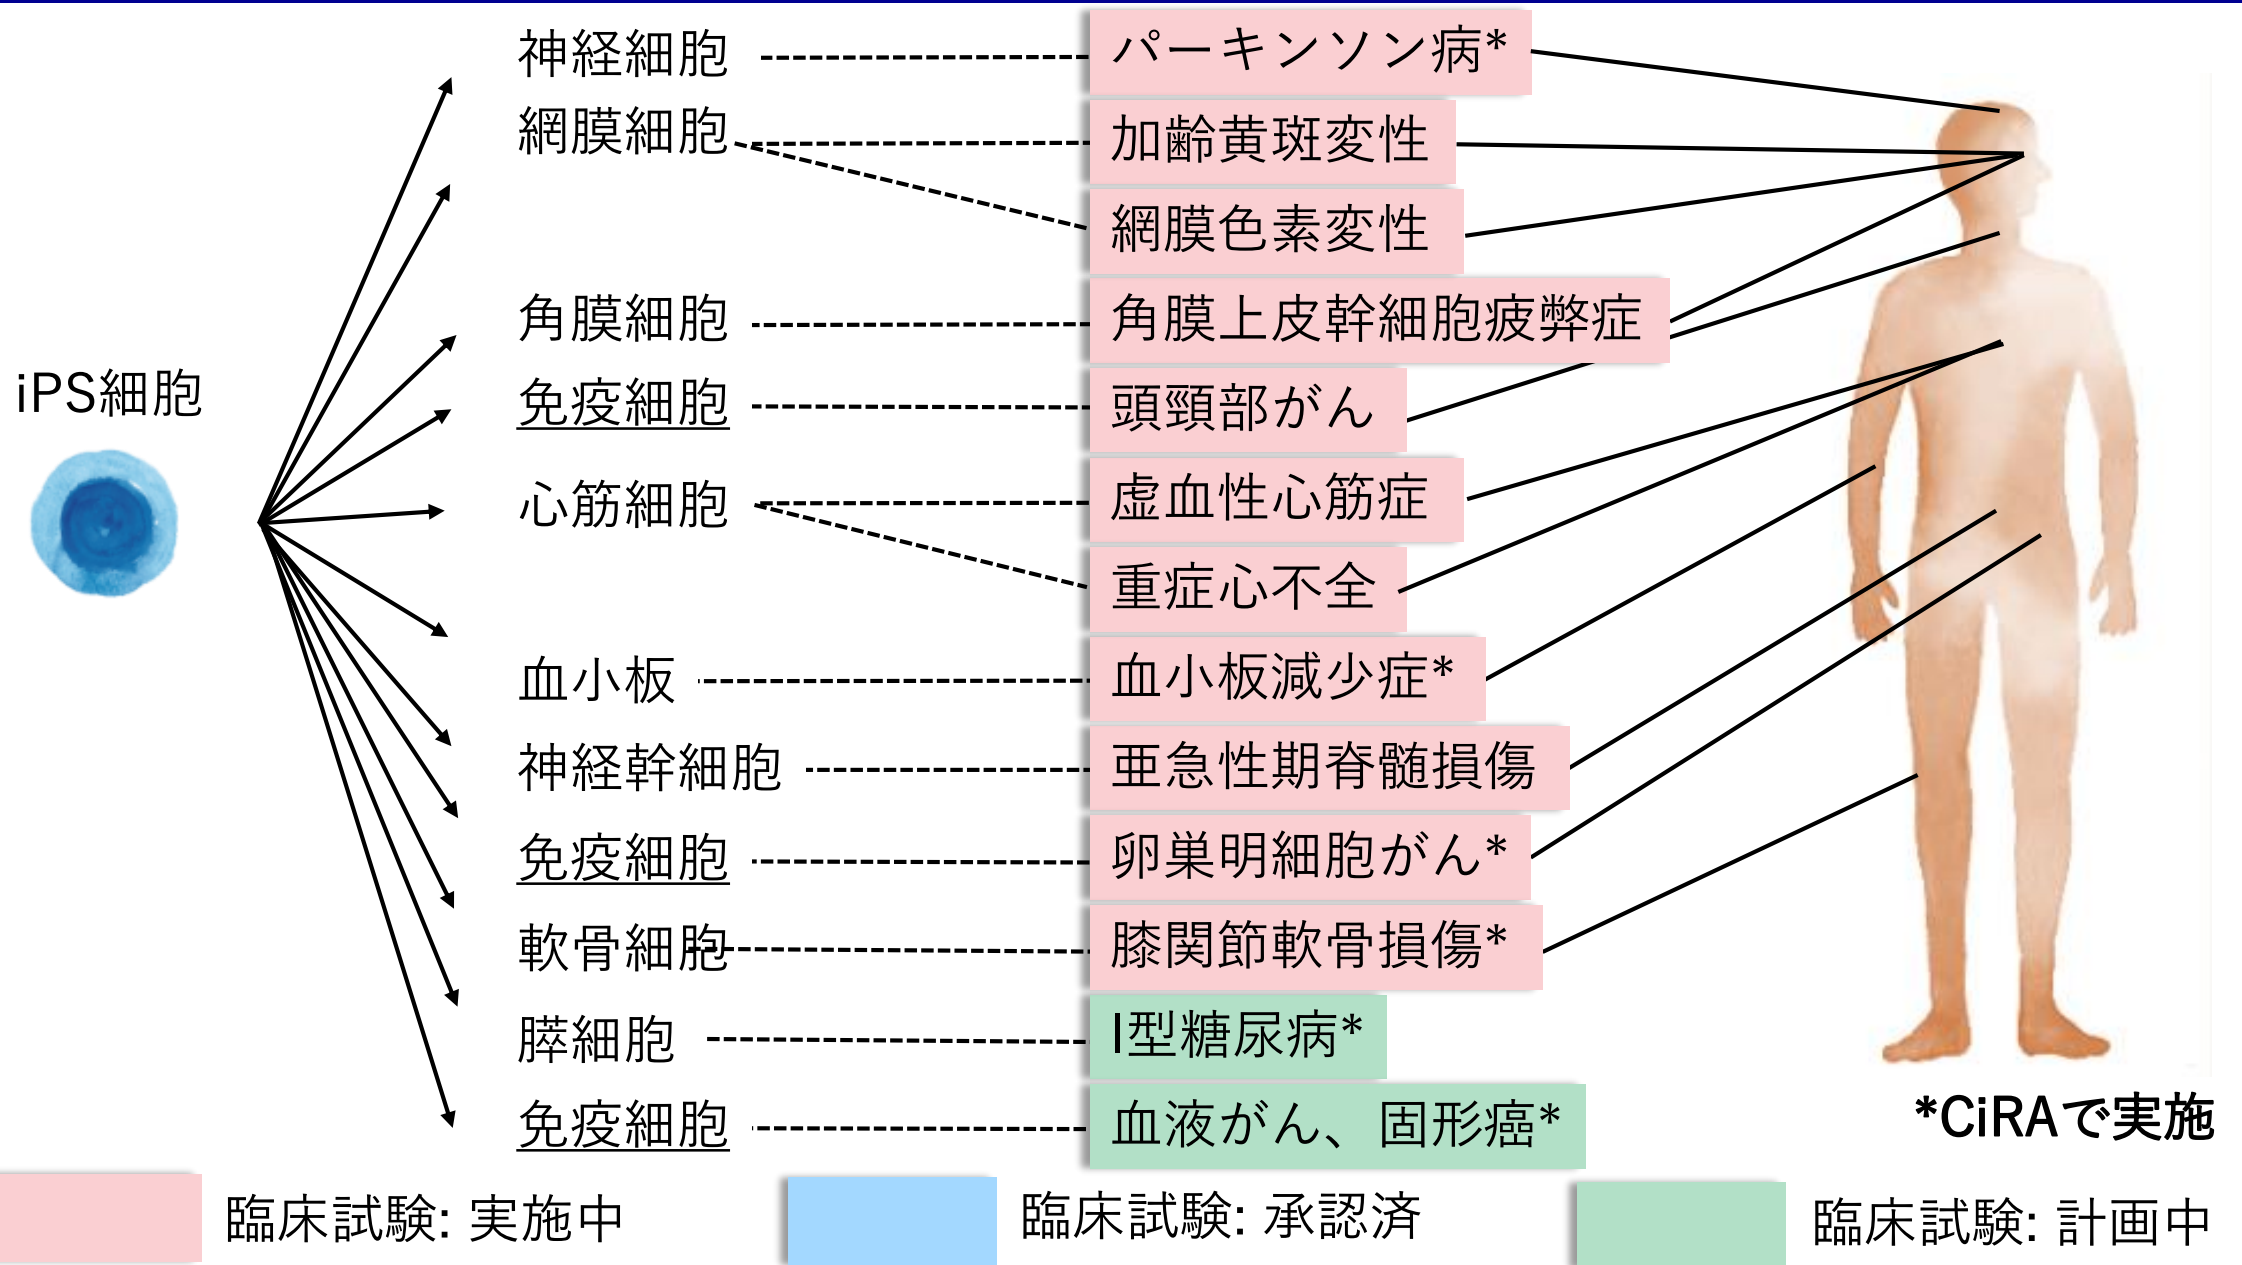 iPS細胞
神経細胞
パーキンソン病*
網膜細胞
加齢黄斑変性
網膜色素変性
角膜細胞
角膜上皮幹細胞疲弊症
免疫細胞
頭頸部がん
心筋細胞
虚血性心筋症
重症心不全
血小板
血小板減少症*
神経幹細胞
亜急性期脊髄損傷
免疫細胞
卵巣明細胞がん*
軟骨細胞
膝関節軟骨損傷*
膵細胞
I型糖尿病*
免疫細胞
血液がん、固形癌*
*CiRAで実施
臨床試験: 実施中
臨床試験: 承認済
臨床試験: 計画中